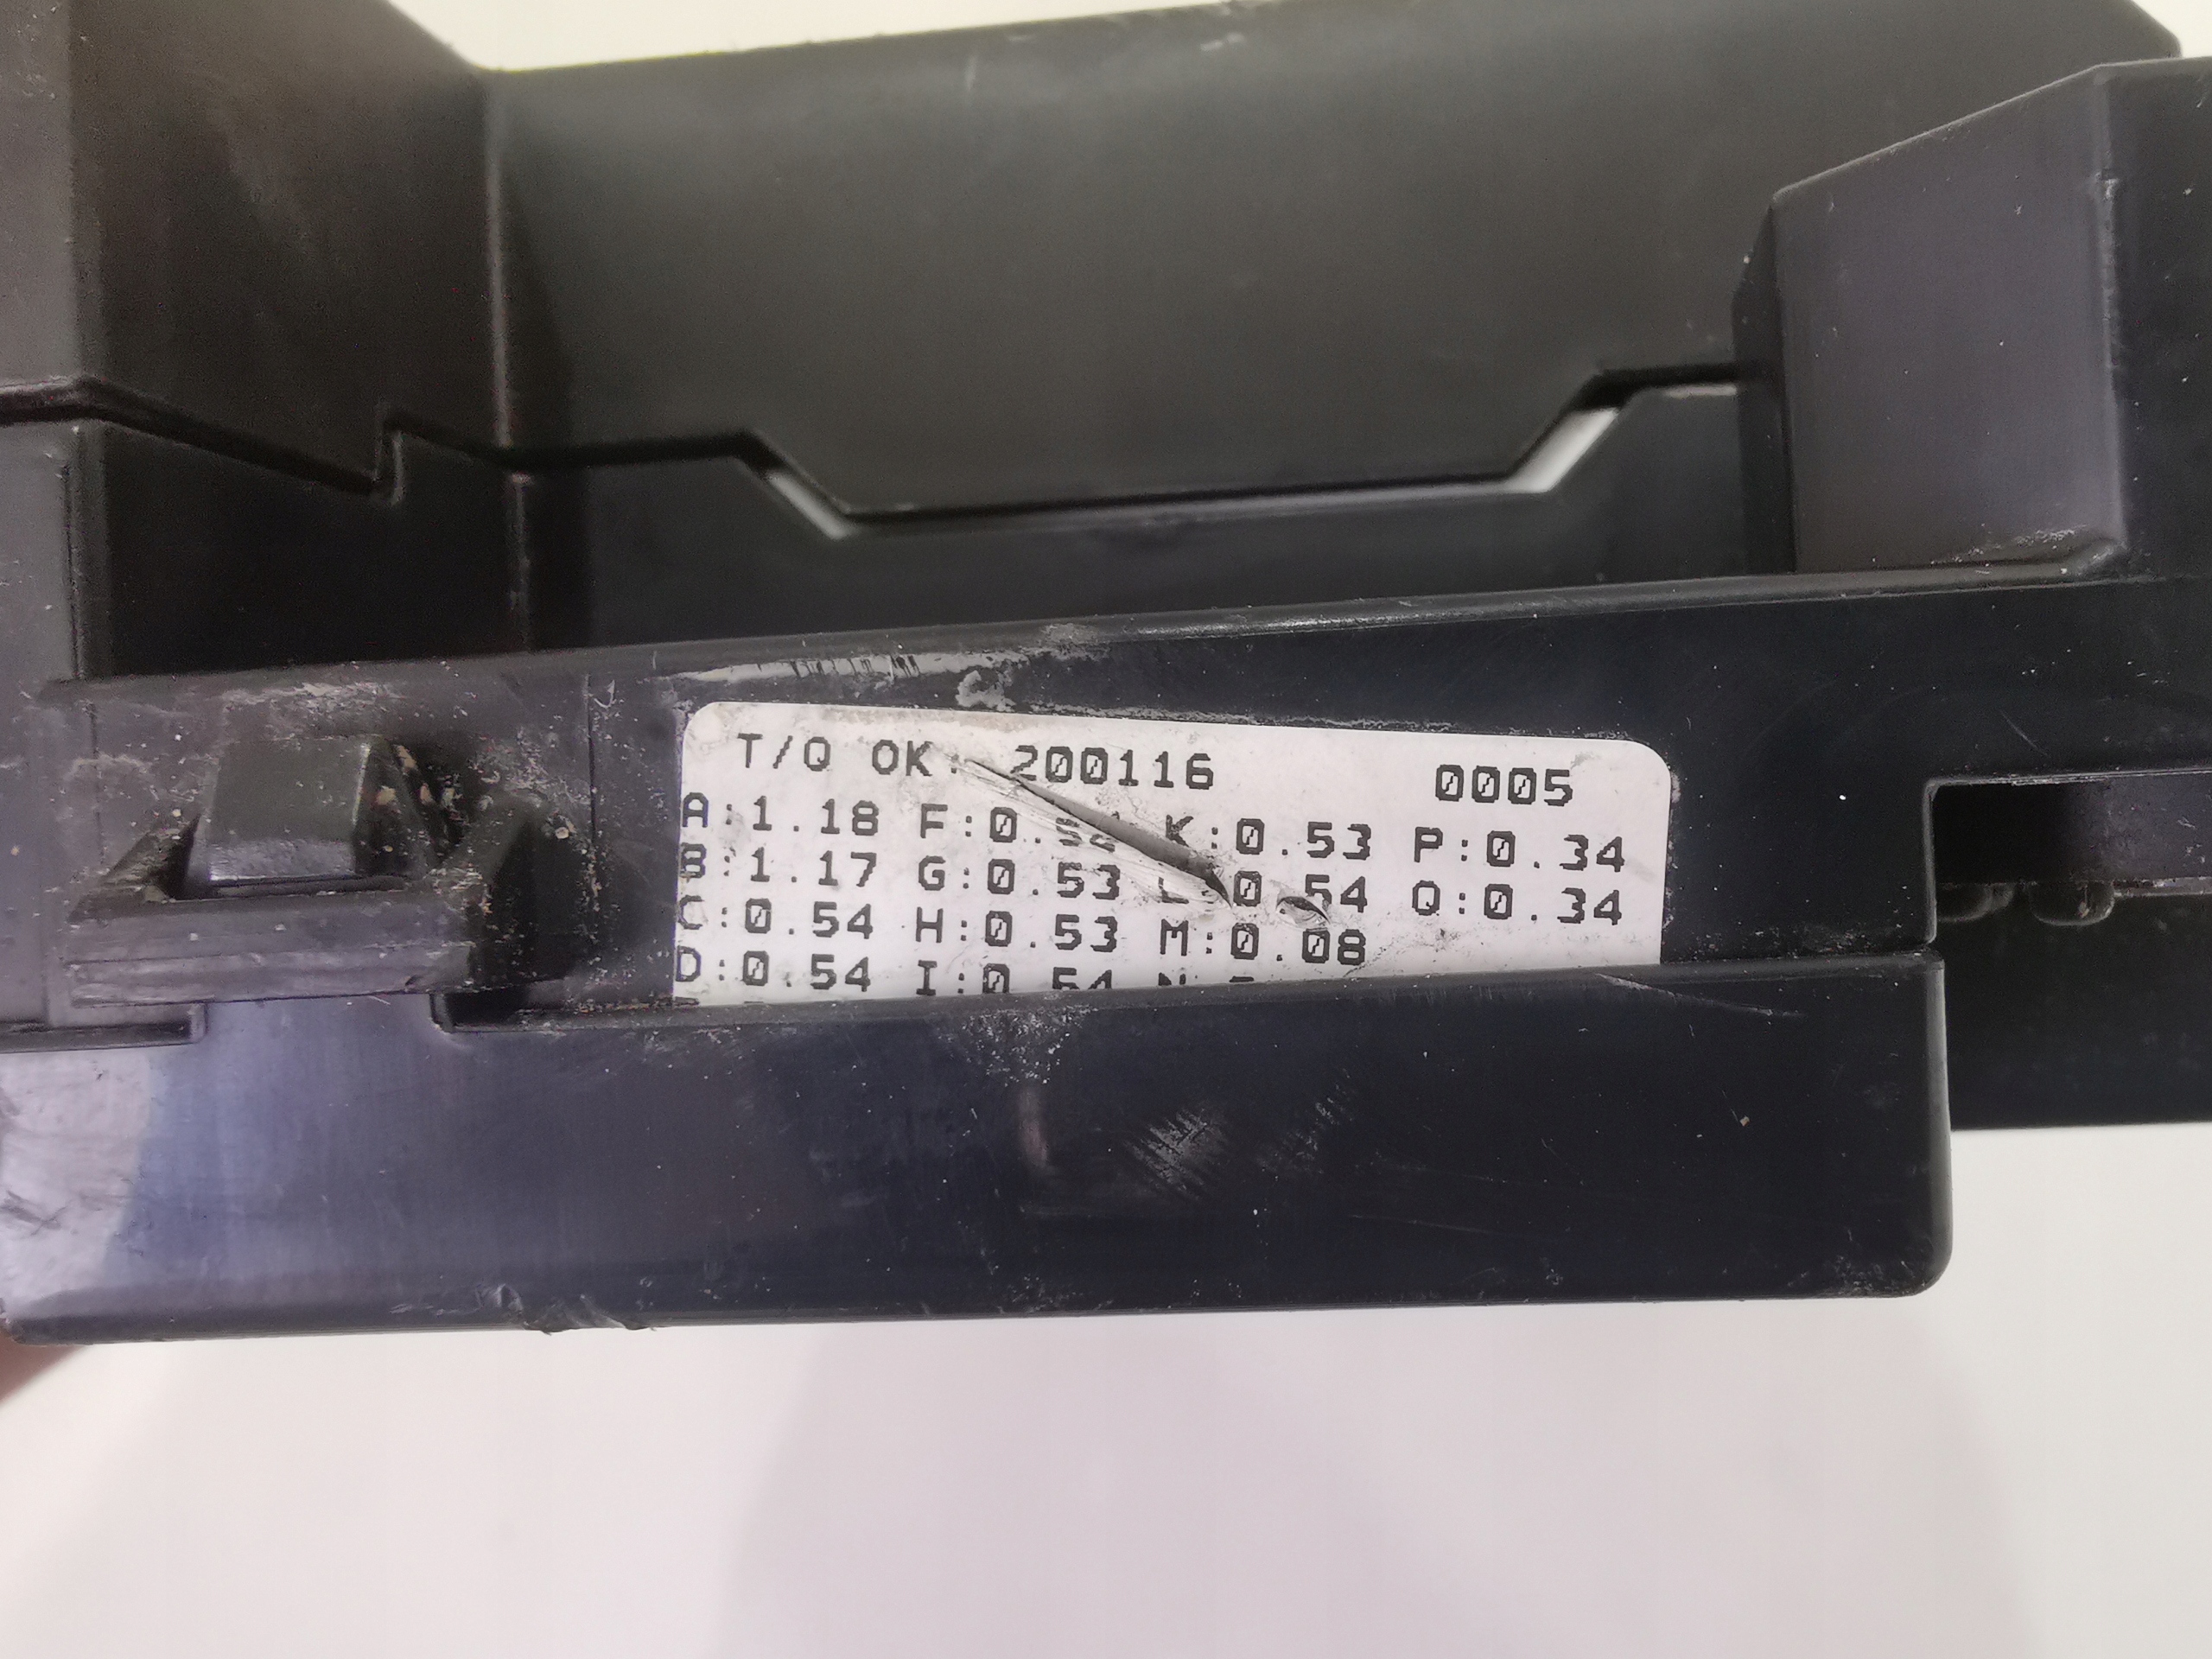 T/Q OK: 200116 0005
A:1.18 K:0.53 P:0.34
B:1.17 G:0.53 L:0.54 Q:0.34
C:0.54 H:0.53 M:0.08
D:0.54 I:0.54